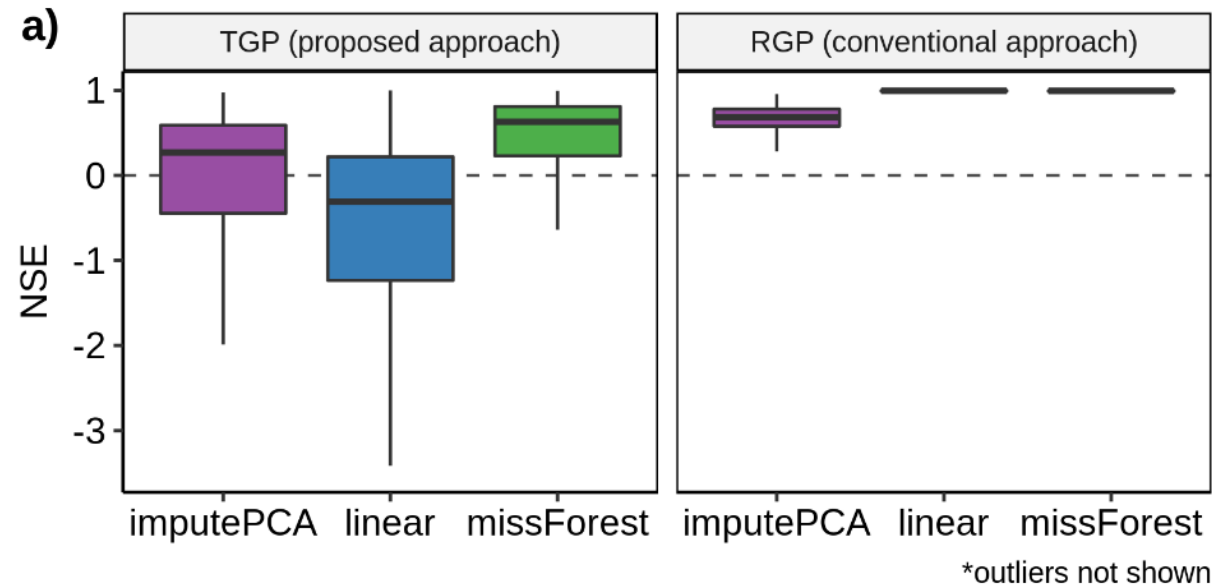 a)
TGP (proposed approach)
RGP (conventional approach)
NSE
1
0
-1
-2
-3
imputePCA linear missForest
imputePCA linear missForest
*outliers not shown